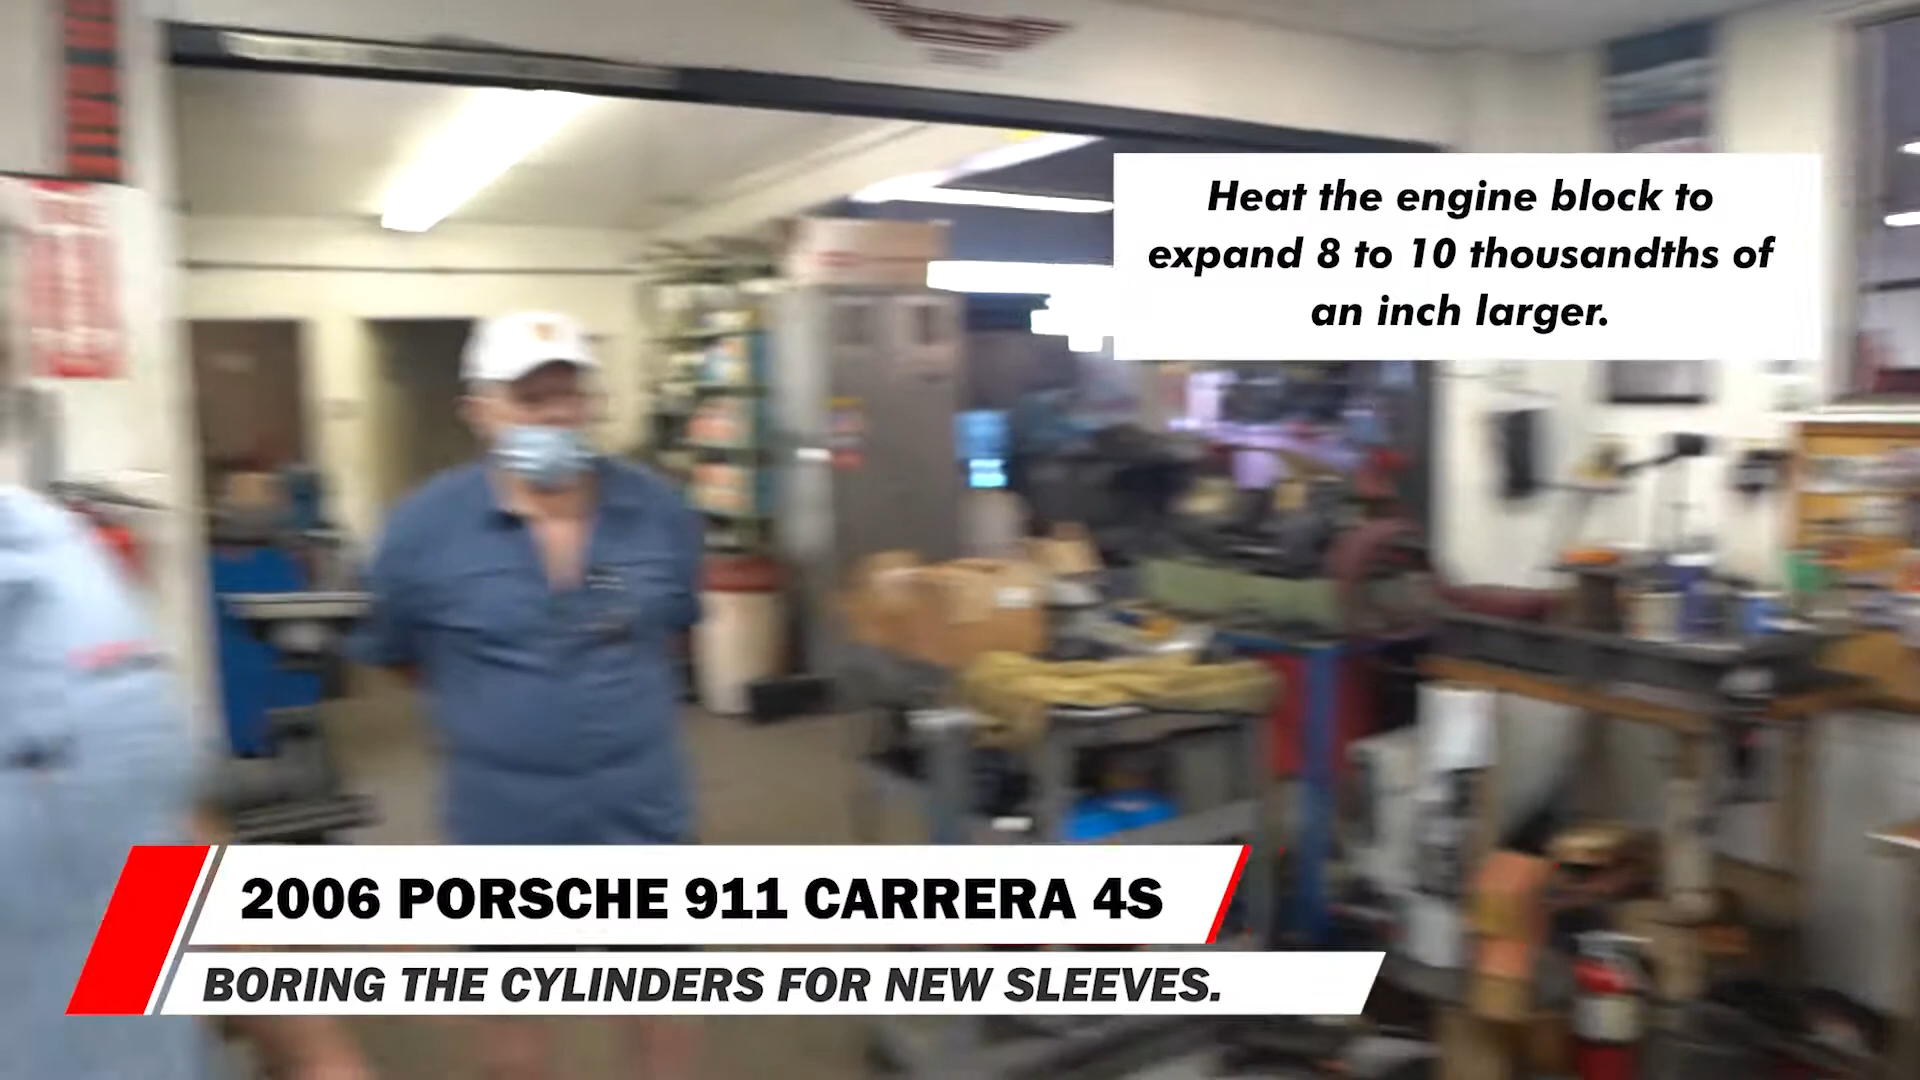 Heat the engine block to
expand 8 to 10 thousandths of
an inch larger.
2006 PORSCHE 911 CARRERA 4S
BORING THE CYLINDERS FOR NEW SLEEVES.